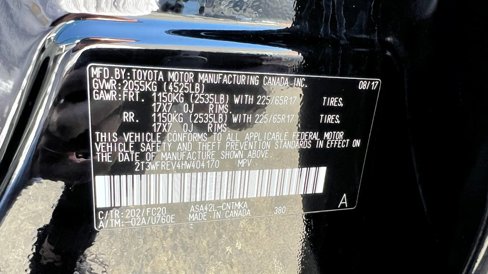 MFD.BY:TOYOTA MOTOR MANUFACTURING CANADA,INC. 08/17
GVWR:2055KG (4525LB)
GAWR:FRT. 1150KG (2535LB) WITH 225/65R17 TIRES,
17X7.0J RIMS,
RR. 1150KG (2535LB) WITH 225/65R17 TIRES,
17X7.0J RIMS,
THIS VEHICLE CONFORMS TO ALL APPLICABLE FEDERAL MOTOR
VEHICLE SAFETY AND THEFT PREVENTION STANDARDS IN EFFECT ON
THE DATE OF MANUFACTURE SHOWN ABOVE.
2T3WFREV4HW404170 MPV
A
C/TR:202/FC20 ASA42L-CNTMKA
A/TM:-02A/U760E MADE IN CANADA 380